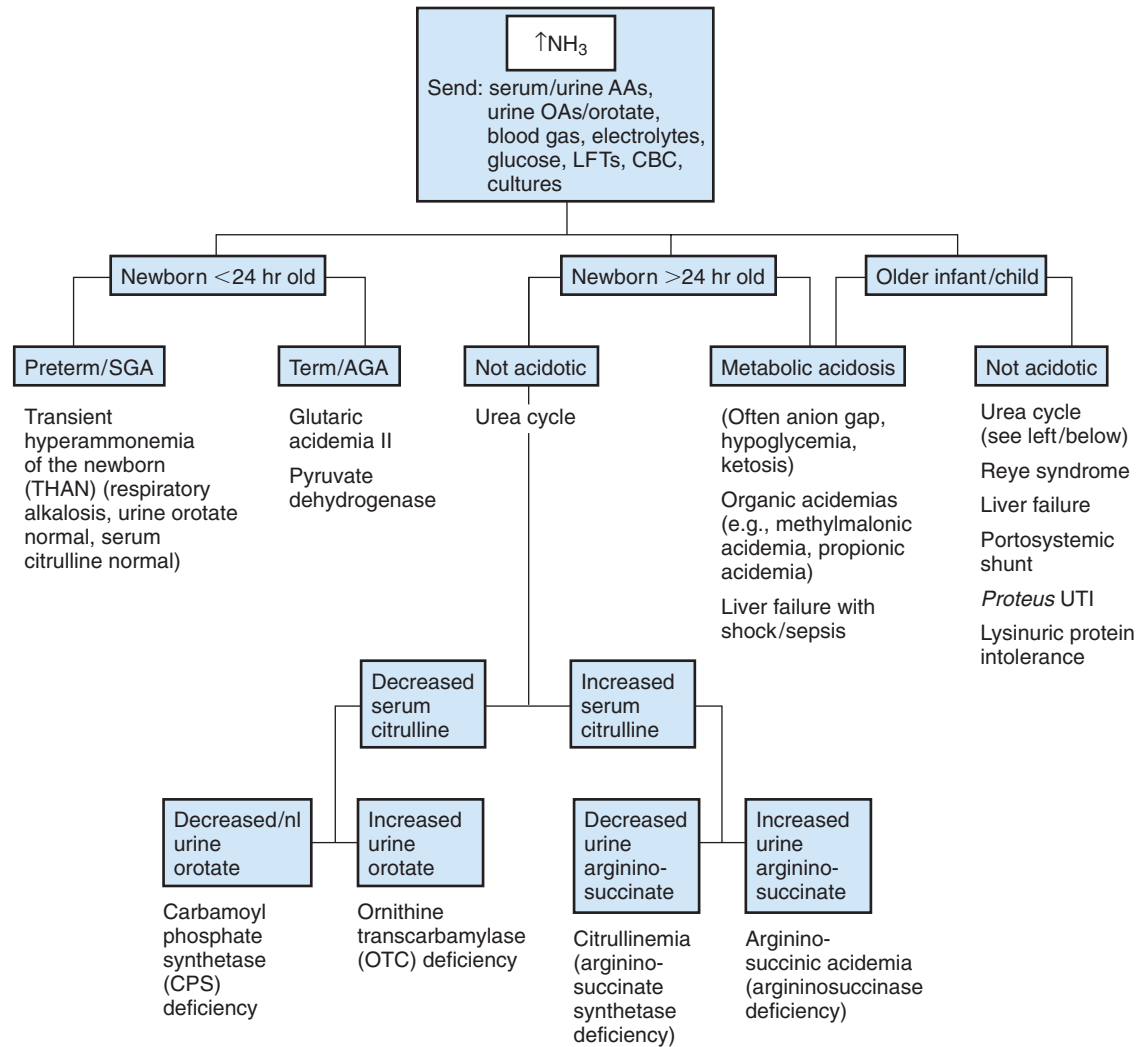 ↑NH3
Send: serum/urine AAs,
urine OAs/orotate,
blood gas, electrolytes,
glucose, LFTs, CBC,
cultures
Newborn <24 hr old
Newborn >24 hr old
Older infant/child
Preterm/SGA
Term/AGA
Not acidotic
Metabolic acidosis
Not acidotic
Transient
hyperammonemia
of the newborn
(THAN) (respiratory
alkalosis, urine orotate
normal, serum
citrulline normal)
Glutaric
acidemia II
Pyruvate
dehydrogenase
Urea cycle
(Often anion gap,
hypoglycemia,
ketosis)
Organic acidemias
(e.g., methylmalonic
acidemia, propionic
acidemia)
Liver failure with
shock/sepsis
Urea cycle
(see left/below)
Reye syndrome
Liver failure
Portosystemic
shunt
Proteus UTI
Lysinuric protein
intolerance
Decreased
serum
citrulline
Increased
serum
citrulline
Decreased/nl
urine
orotate
Increased
urine
orotate
Decreased
urine
arginino-
succinate
Increased
urine
arginino-
succinate
Carbamoyl
phosphate
synthetase
(CPS)
deficiency
Ornithine
transcarbamylase
(OTC) deficiency
Citrullinemia
(arginino-
succinate
synthetase
deficiency)
Arginino-
succinic acidemia
(argininosuccinase
deficiency)